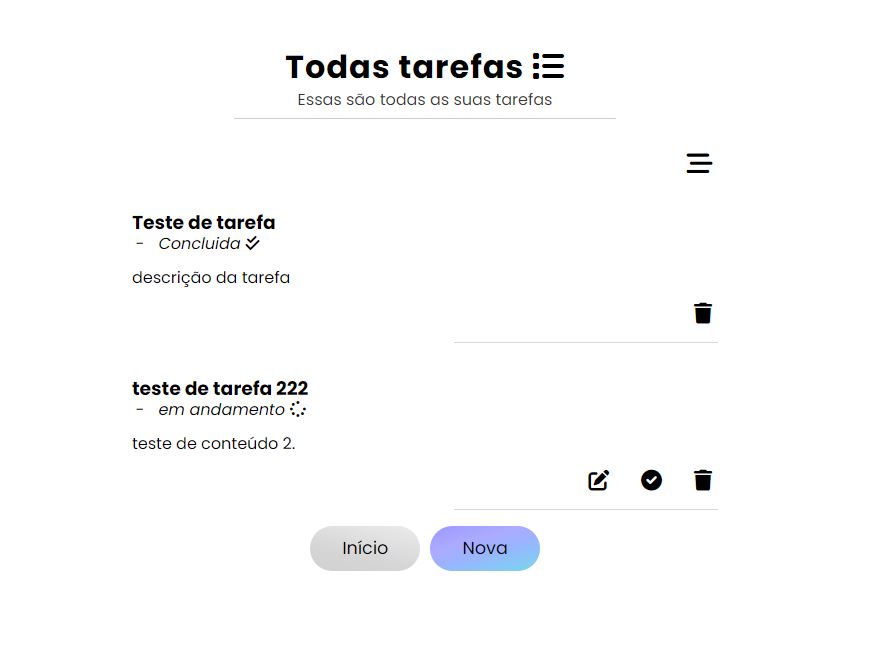 Todas tarefas
Essas são todas as suas tarefas
Teste de tarefa
- Concluida
descrição da tarefa
teste de tarefa 222
- em andamento
teste de conteúdo 2.
Início
Nova